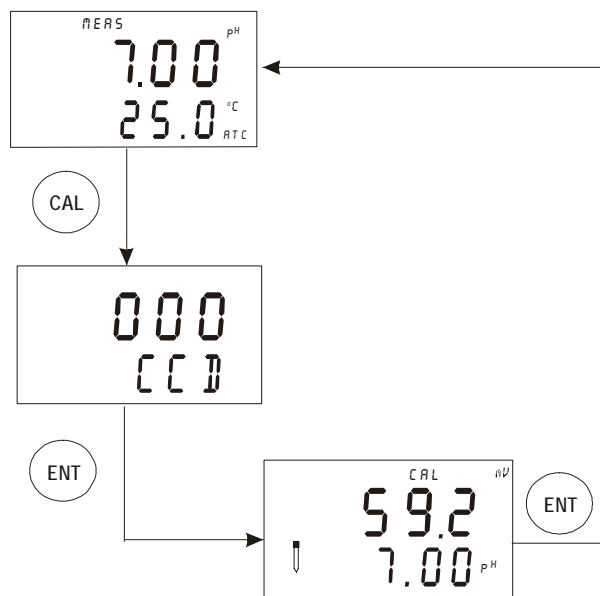 MEAS
7.00 pH
25.0 °C
ATC
CAL
000
CCD
ENT
CAL mV
59.2
7.00 pH
ENT